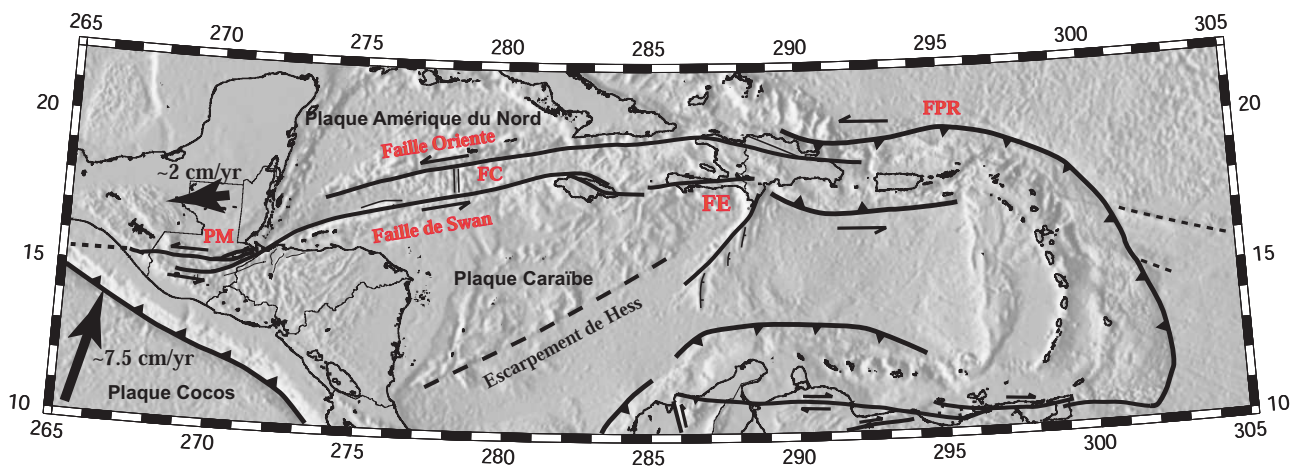 265
270
275
280
285
290
295
300
305
20
20
FPR
Plaque Amérique du Nord
Faille Oriente
~2 cm/yr
FC
FE
PM
Faille de Swan
15
15
Plaque Caraïbe
Escarpement de Hess
~7.5 cm/yr
Plaque Cocos
10
10
265
270
275
280
285
290
295
300
305